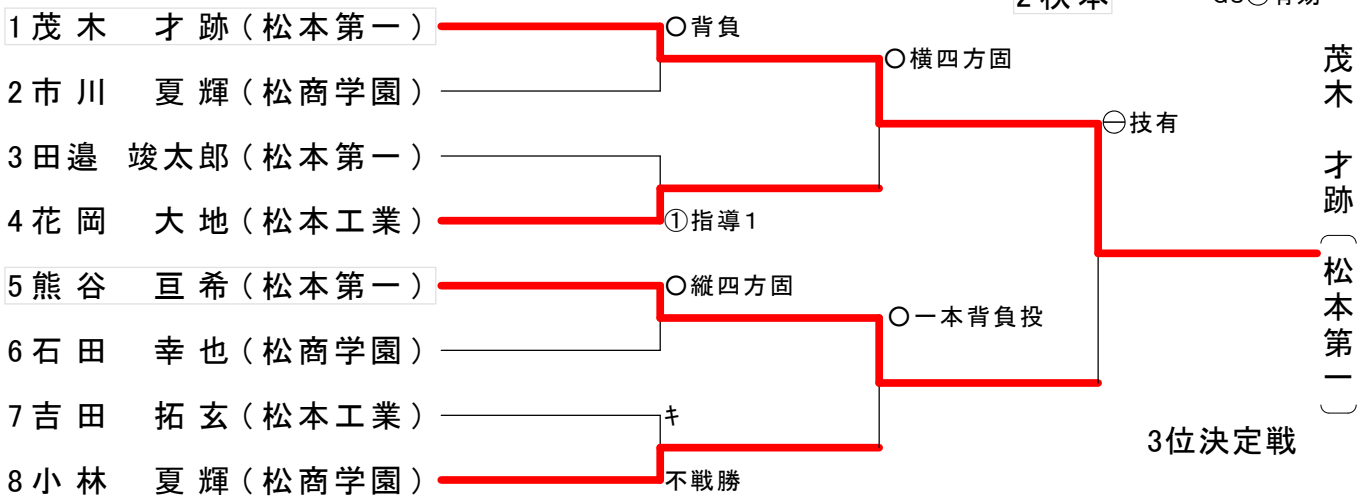 1 茂木 才跡 (松本第一)
○背負
2 市川 夏輝 (松商学園)
○横四方固
3 田邉 竣太郎 (松本第一)
4 花岡 大地 (松本工業)
①指導1
㊀技有
5 熊谷 亘希 (松本第一)
○縦四方固
6 石田 幸也 (松商学園)
○一本背負投
7 吉田 拓玄 (松本工業)
キ
8 小林 夏輝 (松商学園)
不戦勝
茂木 才跡 (松本第一)
3位決定戦